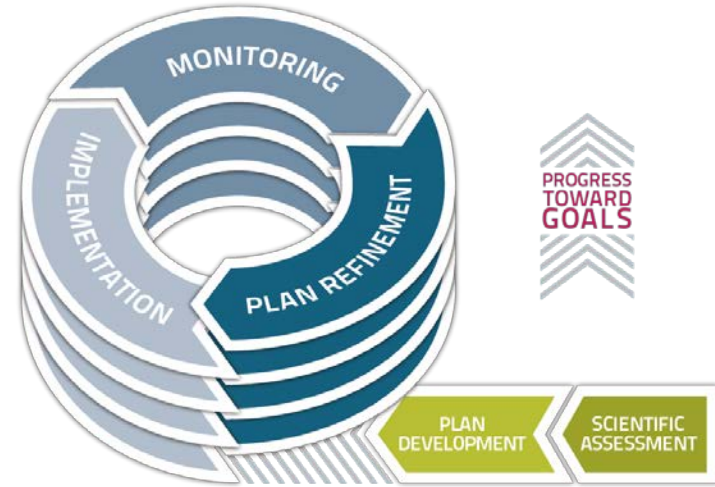 MONITORING
IMPLEMENTATION
PLAN REFINEMENT
PROGRESS
TOWARD
GOALS
PLAN
DEVELOPMENT
SCIENTIFIC
ASSESSMENT